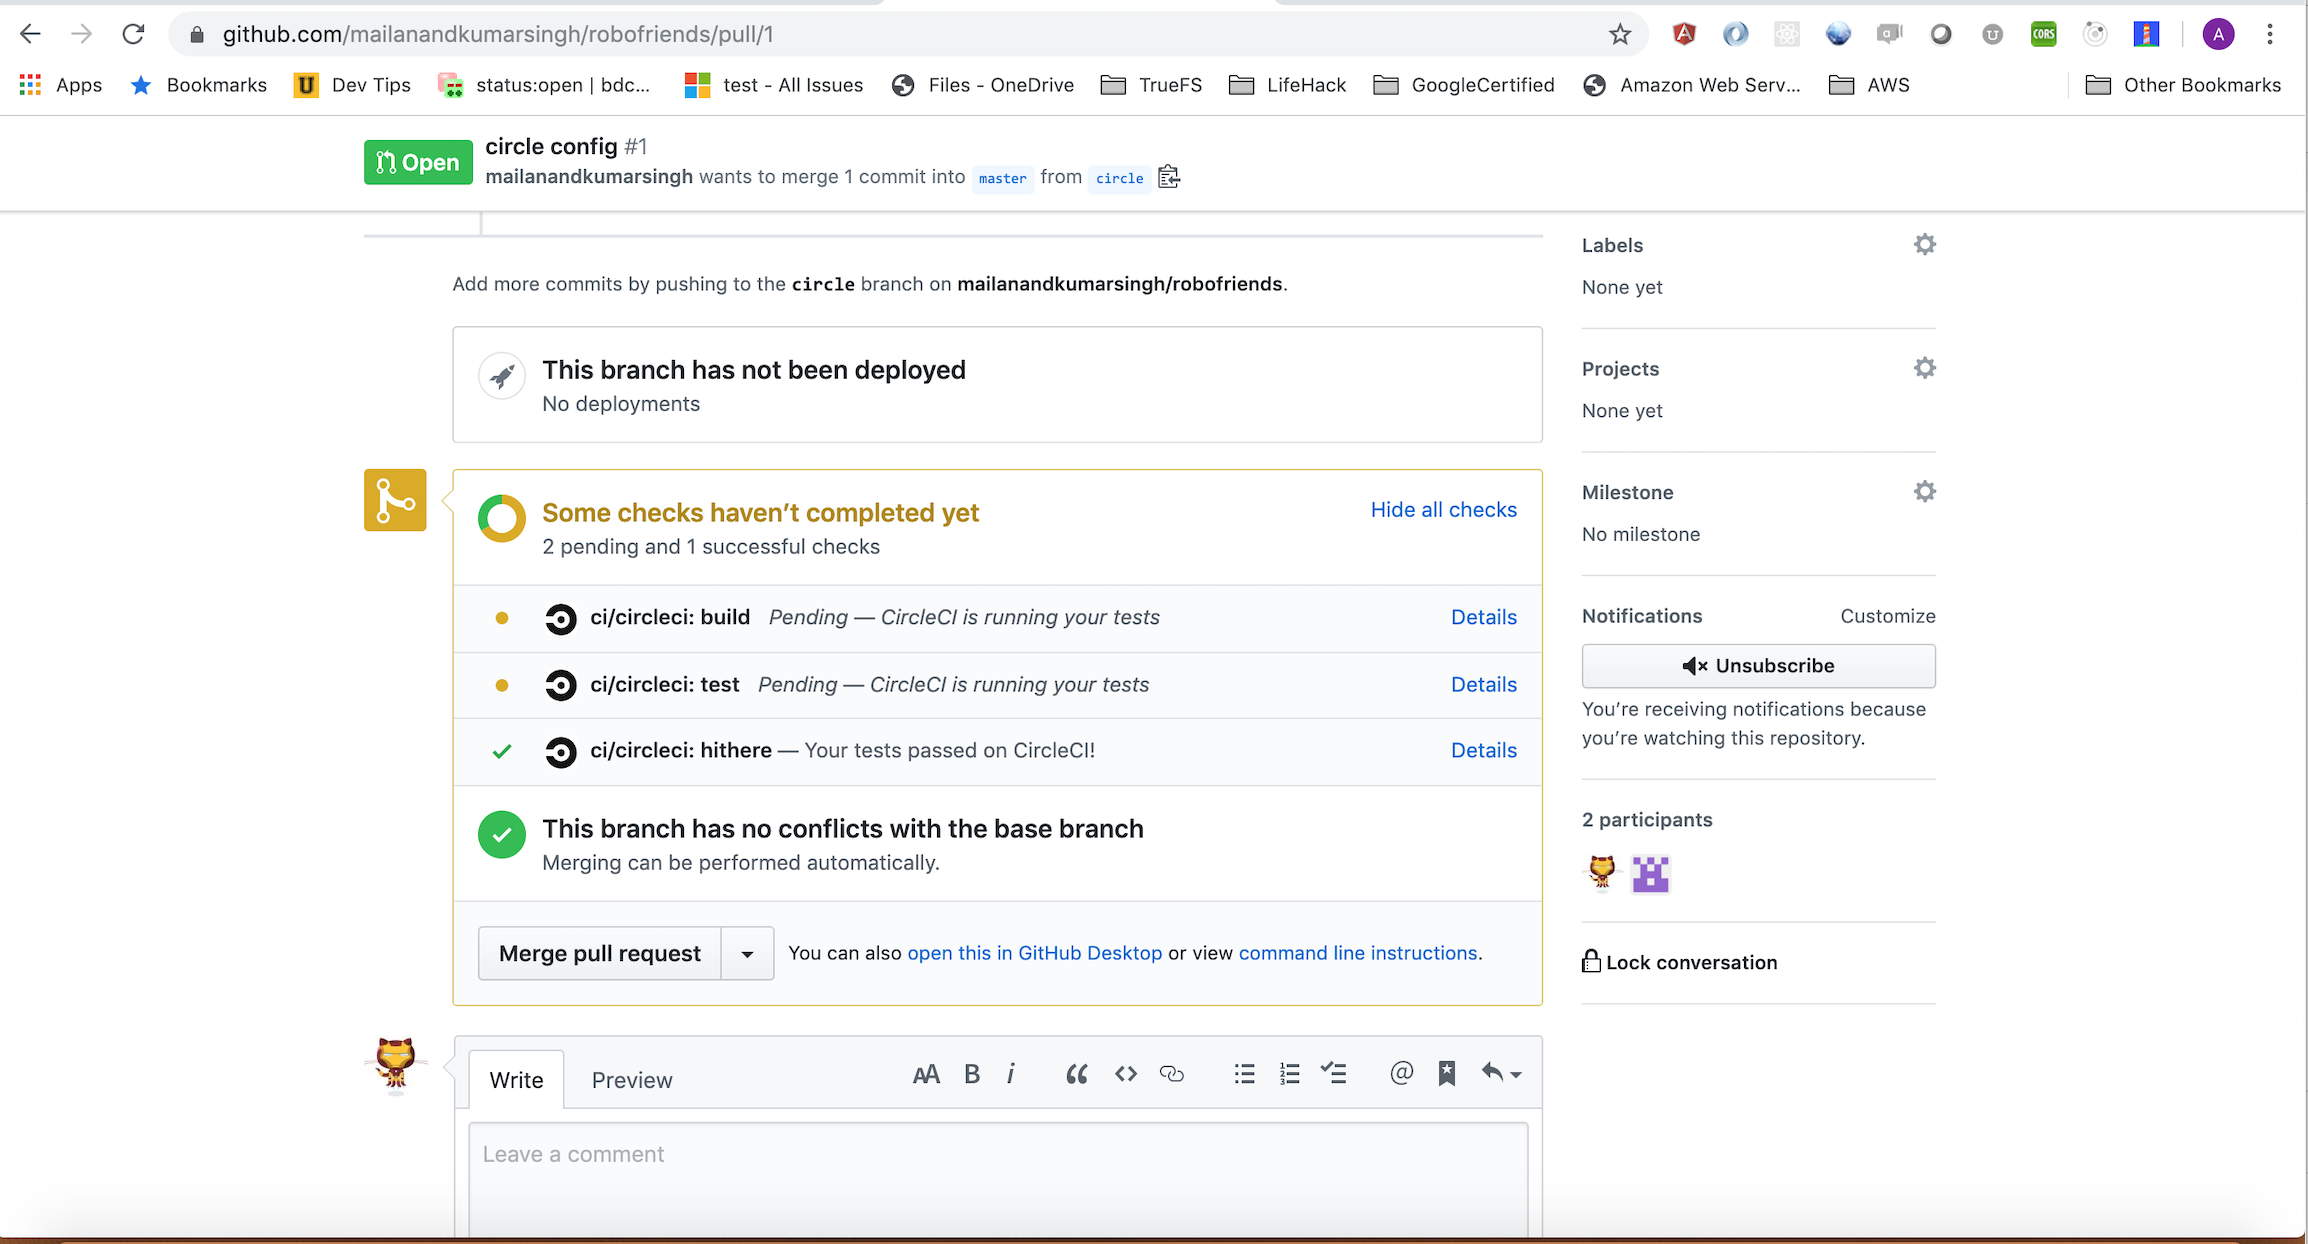 github.com/mailanandkumarsingh/robofriends/pull/1
CORS
A
Apps
Bookmarks
Dev Tips
status:open | bdc...
test - All Issues
Files - OneDrive
TrueFS
LifeHack
GoogleCertified
Amazon Web Serv...
AWS
Other Bookmarks
Open
circle config #1
mailanandkumarsingh wants to merge 1 commit into master from circle
Add more commits by pushing to the circle branch on mailanandkumarsingh/robofriends.
This branch has not been deployed
No deployments
Some checks haven’t completed yet
Hide all checks
2 pending and 1 successful checks
ci/circleci: build Pending — CircleCI is running your tests Details
ci/circleci: test Pending — CircleCI is running your tests Details
ci/circleci: hithere — Your tests passed on CircleCI! Details
This branch has no conflicts with the base branch
Merging can be performed automatically.
Merge pull request
You can also open this in GitHub Desktop or view command line instructions.
Write
Preview
Leave a comment
Labels
None yet
Projects
None yet
Milestone
No milestone
Notifications
Customize
Unsubscribe
You’re receiving notifications because
you’re watching this repository.
2 participants
Lock conversation